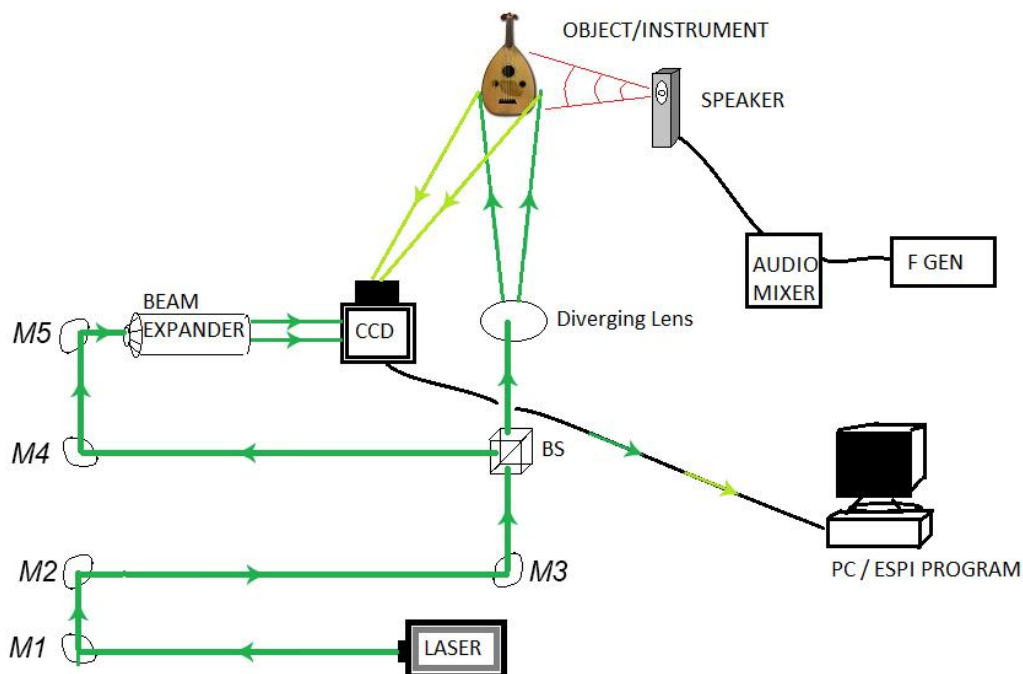 OBJECT/INSTRUMENT
SPEAKER
AUDIO
MIXER
F GEN
BEAM
EXPANDER
M5
CCD
Diverging Lens
M4
BS
M2
M3
PC / ESPI PROGRAM
M1
LASER